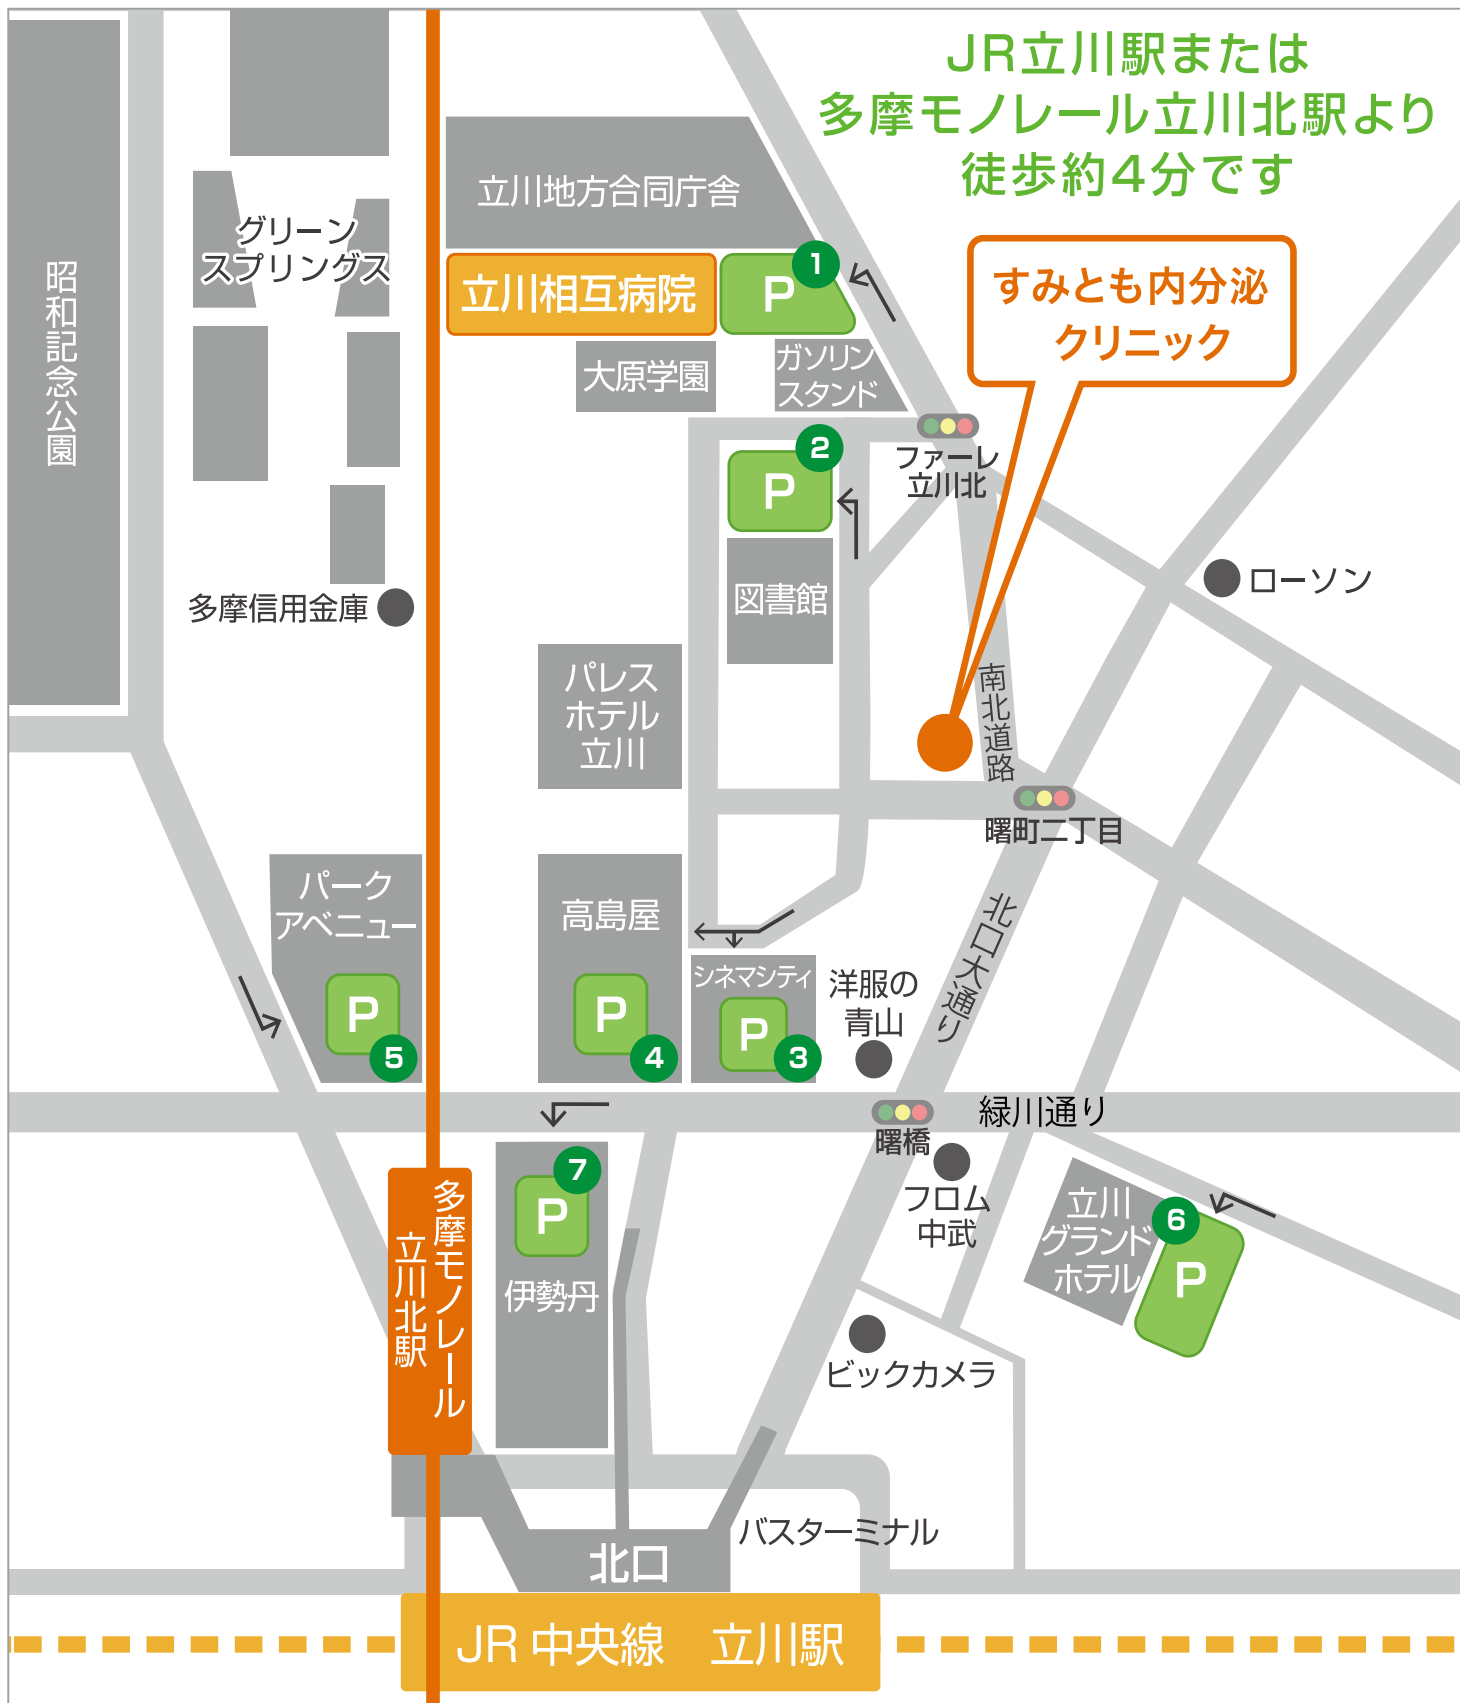 JR立川駅または
多摩モノレール立川北駅より
徒歩約4分です
立川地方合同庁舎
グリーン
スプリングス
昭和記念公園
立川相互病院
P
1
すみとも内分泌
クリニック
大原学園
ガソリン
スタンド
ファーレ
立川北
P
2
図書館
ローソン
多摩信用金庫
パレス
ホテル
立川
南北道路
曙町二丁目
パーク
アベニュー
P
5
高島屋
P
4
シネマシティ
P
3
洋服の
青山
北口大通り
緑川通り
曙橋
フロム
中武
立川
グランド
ホテル
P
6
P
7
伊勢丹
多摩モノレール
立川北駅
ビックカメラ
バスターミナル
北口
JR 中央線　立川駅